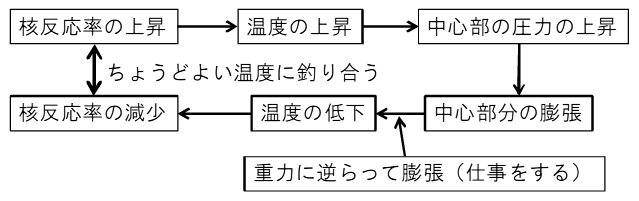 核反応率の上昇
温度の上昇
中心部の圧力の上昇
ちょうどよい温度に釣り合う
核反応率の減少
温度の低下
中心部分の膨張
重力に逆らって膨張（仕事をする）